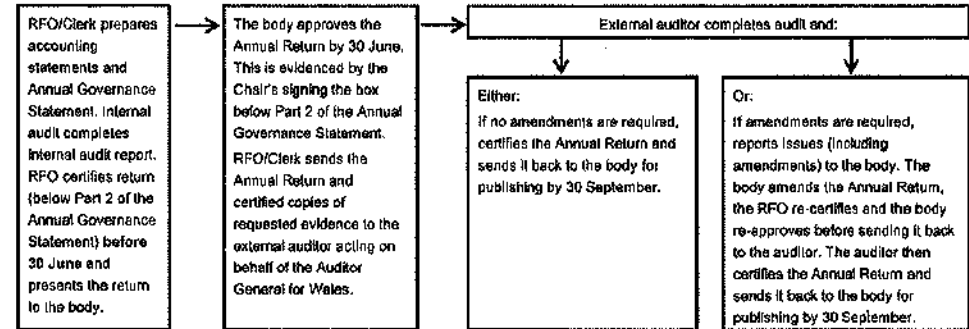 RFO/Clerk prepares
accounting
statements and
Annual Governance
Statement. Internal
audit completes
internal audit report.
RFO certifies return
(below Part 2 of the
Annual Governance
Statement) before
30 June and
presents the return
to the body.
The body approves the
Annual Return by 30 June.
This is evidenced by the
Chair's signing the box
below Part 2 of the Annual
Governance Statement.
RFO/Clerk sends the
Annual Return and
certified copies of
requested evidence to the
external auditor acting on
behalf of the Auditor
General for Wales.
External auditor completes audit and:
Either:
If no amendments are required,
certifies the Annual Return and
sends it back to the body for
publishing by 30 September.
Or:
If amendments are required,
reports issues (including
amendments) to the body. The
body amends the Annual Return,
the RFO re-certifies and the body
re-approves before sending it back
to the auditor. The auditor then
certifies the Annual Return and
sends it back to the body for
publishing by 30 September.